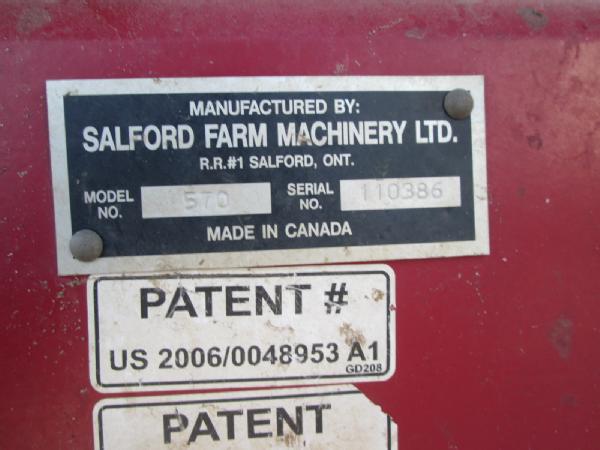 MANUFACTURED BY:
SALFORD FARM MACHINERY LTD.
R.R.#1 SALFORD, ONT.
MODEL NO. 570 SERIAL NO. 110386
MADE IN CANADA
PATENT #
US 2006/0048953 A1
GD208
PATENT